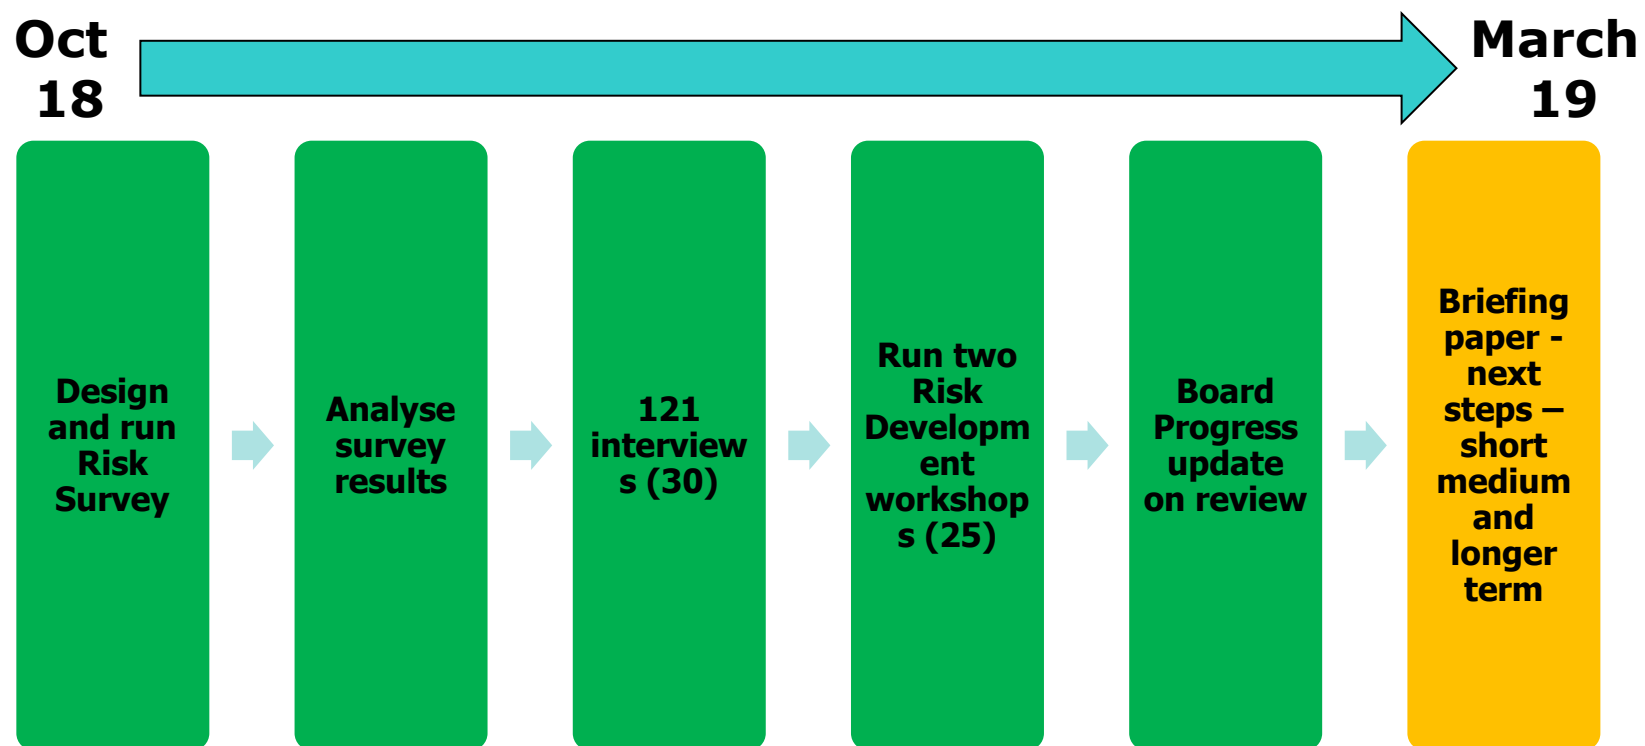 Oct
18
March
19
Design
and run
Risk
Survey
Analyse
survey
results
121
interview
s (30)
Run two
Risk
Developm
ent
workshop
s (25)
Board
Progress
update
on review
Briefing
paper -
next
steps –
short
medium
and
longer
term